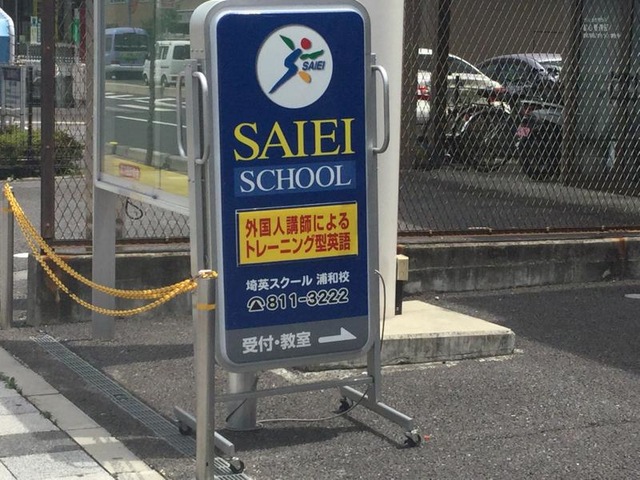 SAIEI
SAIEI
SCHOOL
外国人講師による
トレーニング型英語
埼英スクール 浦和校
☎811-3222
受付・教室 →